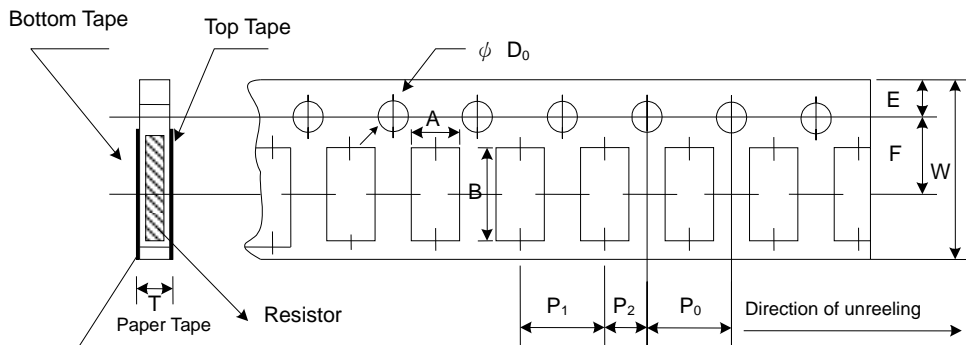 Bottom Tape
Top Tape
ψ D₀
E
A
F
W
B
P₁
P₂
P₀
Direction of unreeling
T
Resistor
Paper Tape